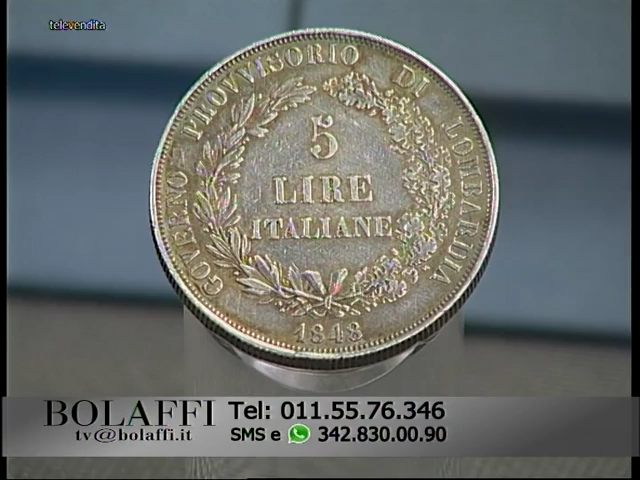 televendita
GOVERNO PROVVISORIO DI LOMBARDIA
5
LIRE
ITALIANE
1848
BOLAFFI
tv@bolaffi.it
Tel: 011.55.76.346
SMS e 342.830.00.90